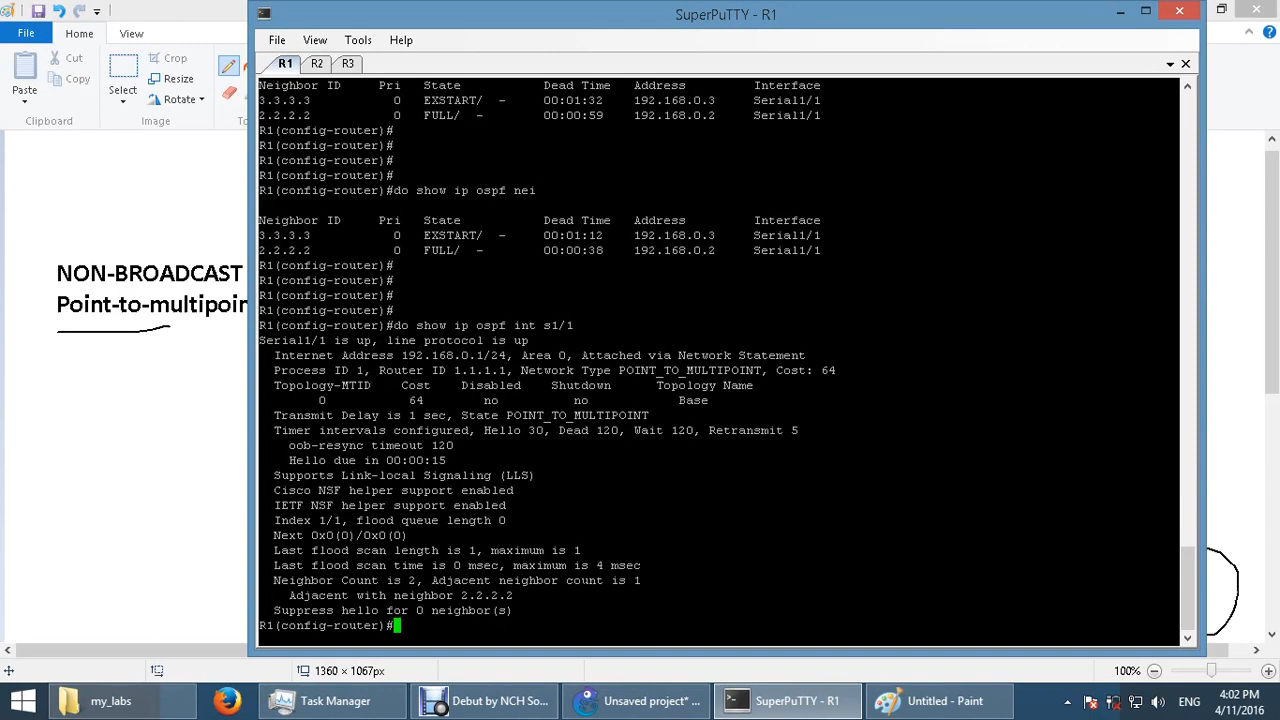 SuperPuTTY - R1
File
Home
View
File
View
Tools
Help
Paste
Cut
Copy
Clipboard
Select
Crop
Resize
Rotate
Image
R1
R2
R3
Neighbor ID     Pri   State           Dead Time   Address         Interface
3.3.3.3           0   EXSTART/  -     00:01:32    192.168.0.3     Serial1/1
2.2.2.2           0   FULL/  -        00:00:59    192.168.0.2     Serial1/1
R1(config-router)#
R1(config-router)#
R1(config-router)#
R1(config-router)#
R1(config-router)#do show ip ospf nei
Neighbor ID     Pri   State           Dead Time   Address         Interface
3.3.3.3           0   EXSTART/  -     00:01:12    192.168.0.3     Serial1/1
2.2.2.2           0   FULL/  -        00:00:38    192.168.0.2     Serial1/1
R1(config-router)#
R1(config-router)#
R1(config-router)#
R1(config-router)#
R1(config-router)#do show ip ospf int s1/1
Serial1/1 is up, line protocol is up
Internet Address 192.168.0.1/24, Area 0, Attached via Network Statement
Process ID 1, Router ID 1.1.1.1, Network Type POINT_TO_MULTIPOINT, Cost: 64
Topology-MTID    Cost    Disabled    Shutdown      Topology Name
0           64        no          no            Base
Transmit Delay is 1 sec, State POINT_TO_MULTIPOINT
Timer intervals configured, Hello 30, Dead 120, Wait 120, Retransmit 5
oob-resync timeout 120
Hello due in 00:00:15
Supports Link-local Signaling (LLS)
Cisco NSF helper support enabled
IETF NSF helper support enabled
Index 1/1, flood queue length 0
Next 0x0(0)/0x0(0)
Last flood scan length is 1, maximum is 1
Last flood scan time is 0 msec, maximum is 4 msec
Neighbor Count is 2, Adjacent neighbor count is 1
Adjacent with neighbor 2.2.2.2
Suppress hello for 0 neighbor(s)
R1(config-router)#
NON-BROADCAST
Point-to-multipoin
1360 × 1067px
100%
my_labs
Task Manager
Debut by NCH So...
Unsaved project*...
SuperPuTTY - R1
Untitled - Paint
ENG
4:02 PM
4/11/2016